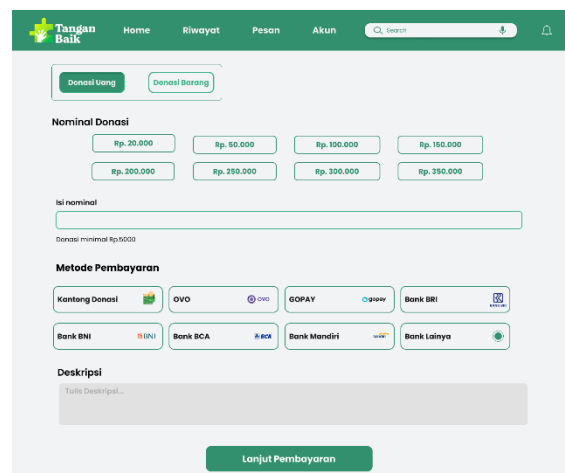 Tangan Baik
Home
Riwayat
Pesan
Akun
Search
Donasi Uang
Donasi Barang
Nominal Donasi
Rp. 20.000
Rp. 50.000
Rp. 100.000
Rp. 150.000
Rp. 200.000
Rp. 250.000
Rp. 300.000
Rp. 350.000
Isi nominal
Donasi minimal Rp.5000
Metode Pembayaran
Kantong Donasi
OVO
OVO
GOPAY
gopay
Bank BRI
Bank BNI
BNI
Bank BCA
BCA
Bank Mandiri
Bank Lainya
Deskripsi
Tulis Deskripsi...
Lanjut Pembayaran